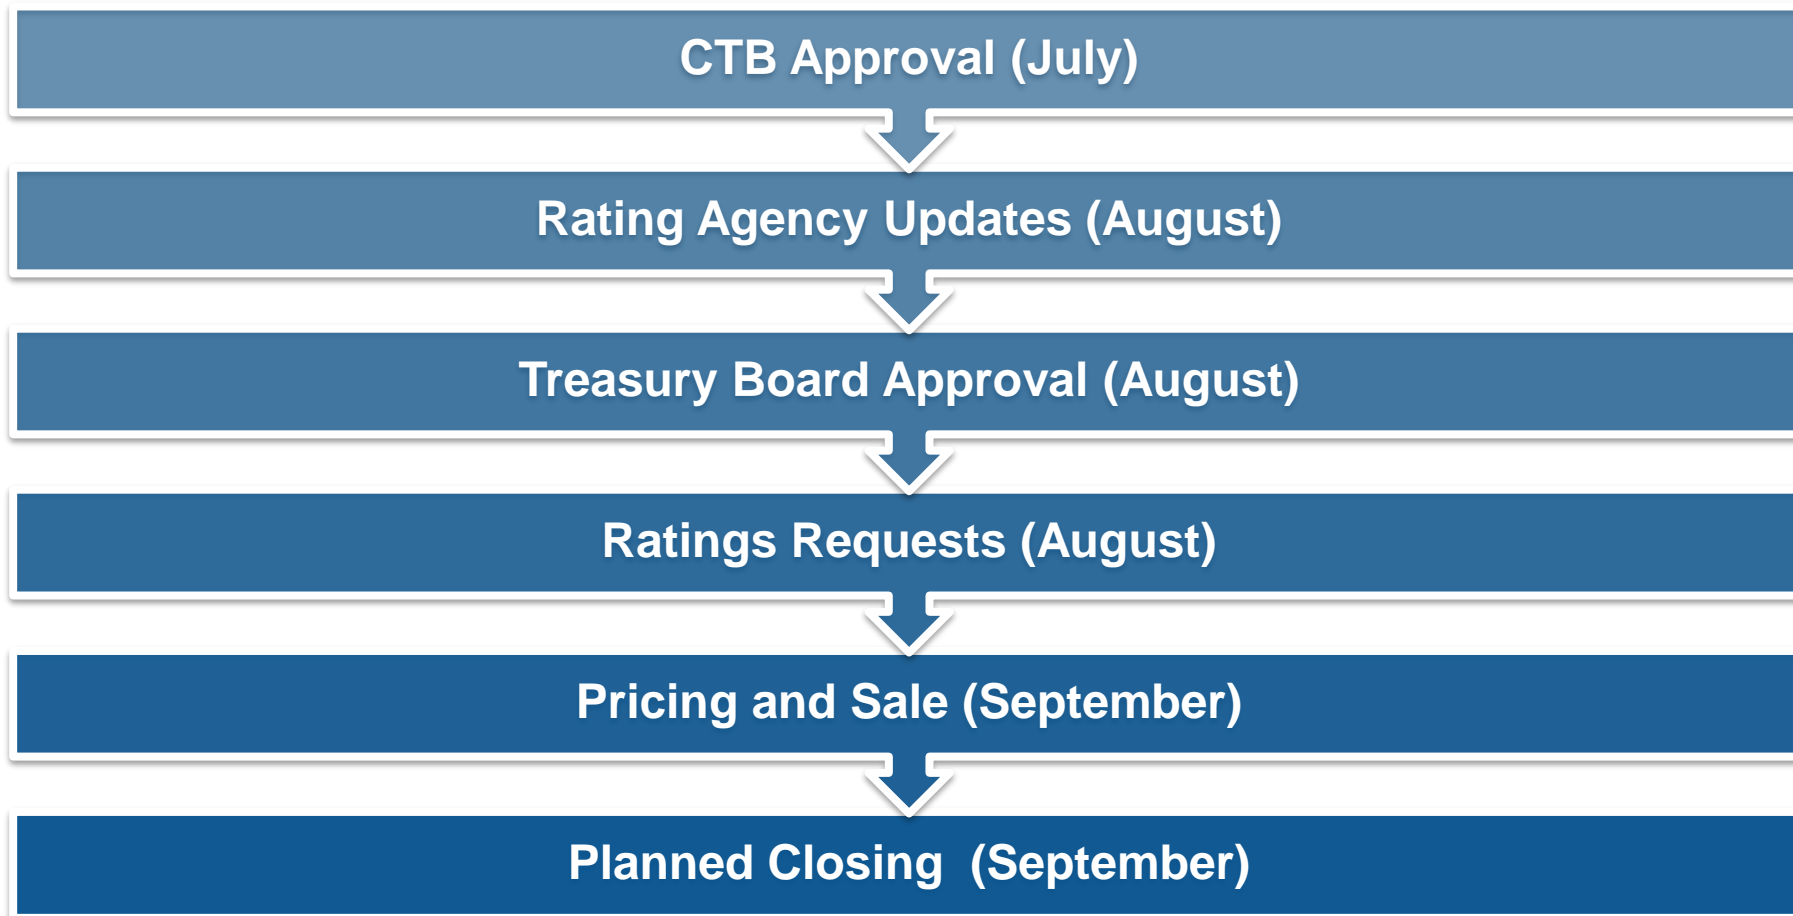 CTB Approval (July)
Rating Agency Updates (August)
Treasury Board Approval (August)
Ratings Requests (August)
Pricing and Sale (September)
Planned Closing  (September)